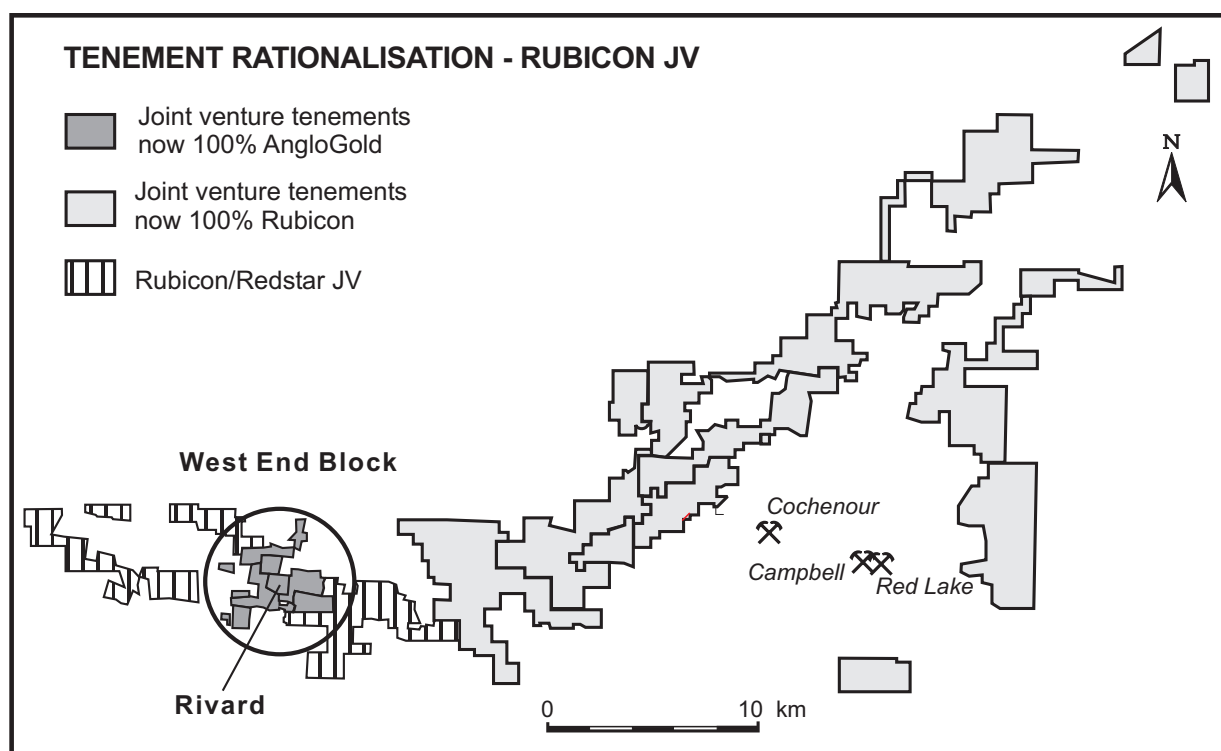 TENEMENT RATIONALISATION - RUBICON JV
Joint venture tenements
now 100% AngloGold
Joint venture tenements
now 100% Rubicon
Rubicon/Redstar JV
N
West End Block
Cochenour
Campbell
Red Lake
Rivard
0 10 km